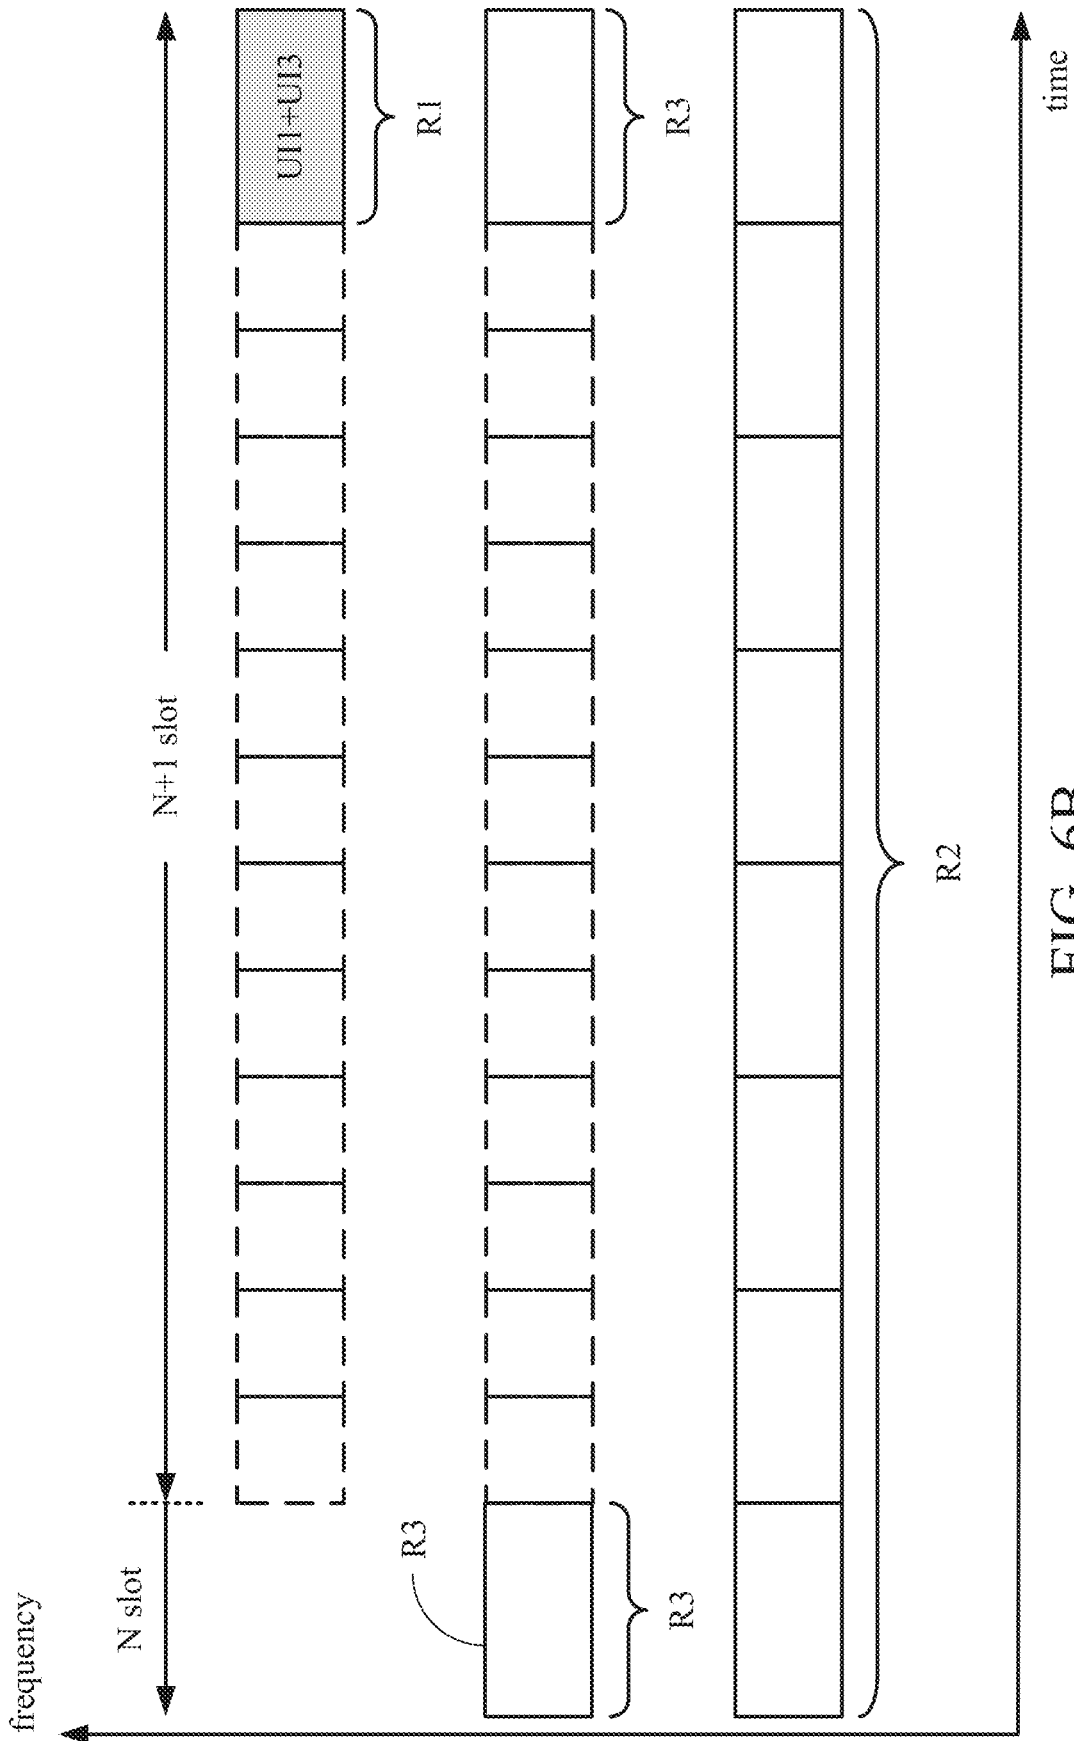 frequency
N slot
N+1 slot
UI1+UI3
R1
R3
R3
R3
R2
time
FIG. 6B